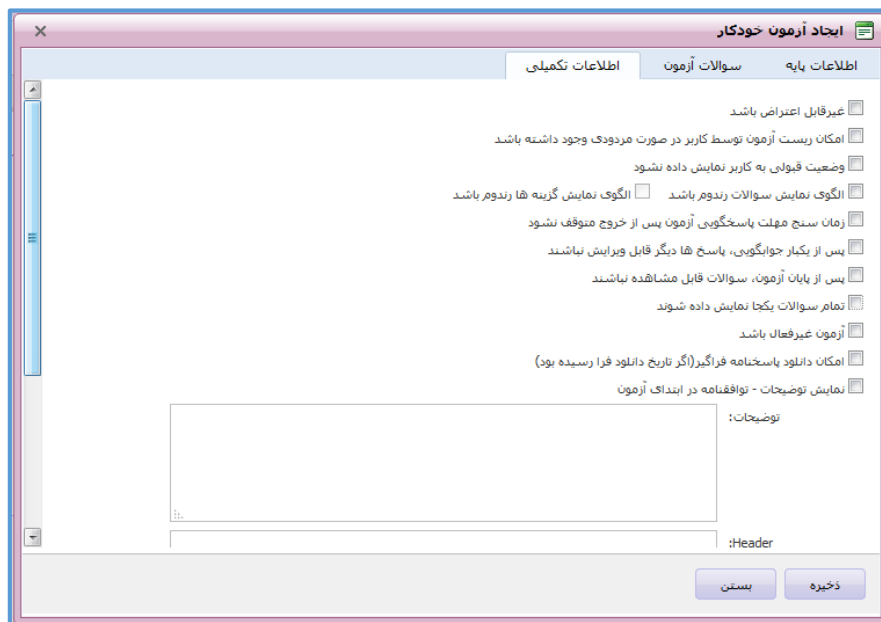 ایجاد آزمون خودکار
اطلاعات پایه سوالات آزمون اطلاعات تکمیلی
غیرقابل اعتراض باشد
امکان ریست آزمون توسط کاربر در صورت مردودی وجود داشته باشد
وضعیت قبولی به کاربر نمایش داده نشود
الگوی نمایش سوالات رندوم باشد الگوی نمایش گزینه ها رندوم باشد
زمان سنج مهلت پاسخگویی آزمون پس از خروج متوقف نشود
پس از یکبار جوابگویی، پاسخ ها دیگر قابل ویرایش نباشند
پس از پایان آزمون، سوالات قابل مشاهده نباشند
تمام سوالات یکجا نمایش داده شوند
آزمون غیرفعال باشد
امکان دانلود پاسخنامه فراگیر(اگر تاریخ دانلود فرا رسیده بود)
نمایش توضیحات - توافقنامه در ابتدای آزمون
توضیحات:
Header:
ذخیره بستن